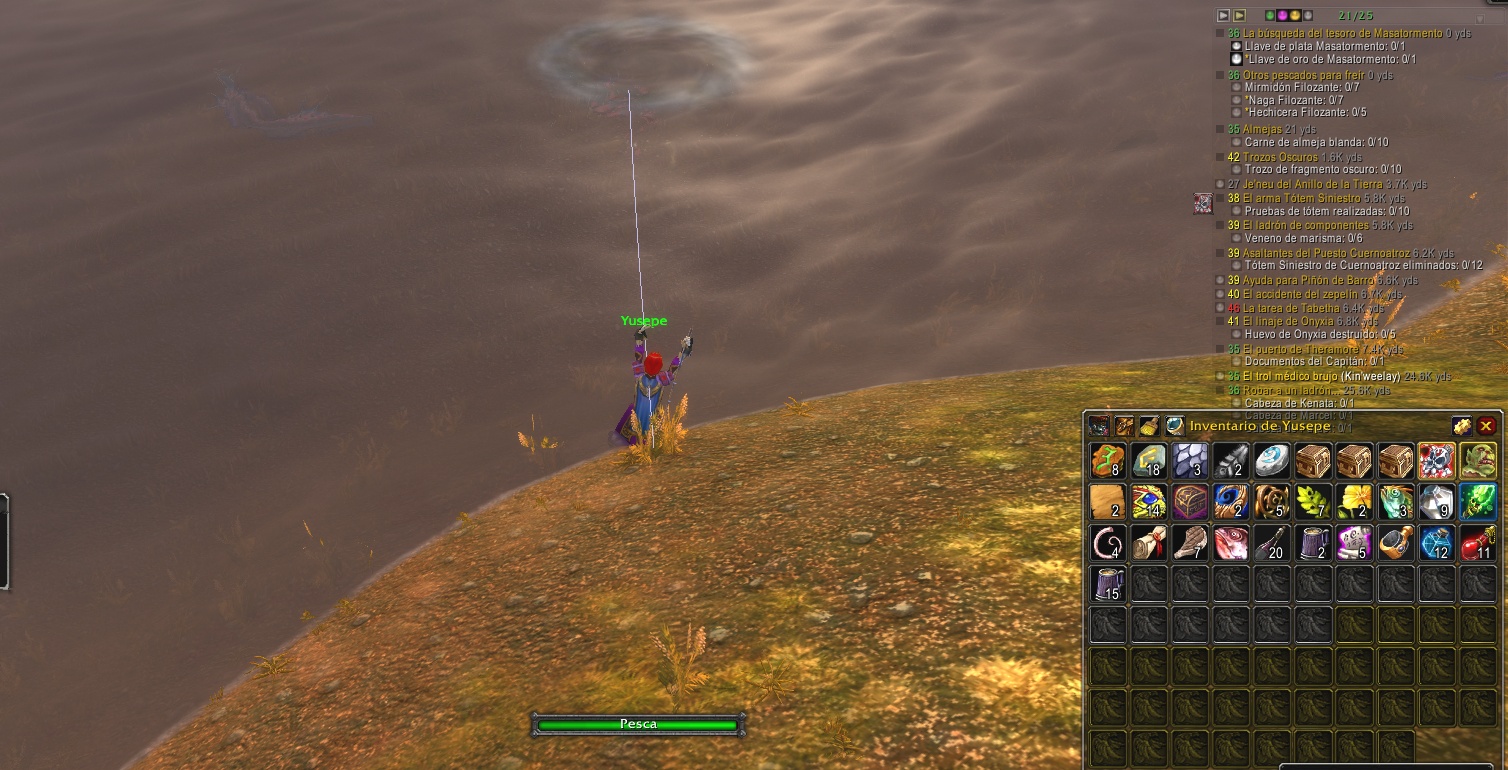 21/25
36 La búsqueda del tesoro de Masatormento 0 yds
Llave de plata Masatormento: 0/1
*Llave de oro de Masatormento: 0/1
36 Otros pescados para freír 0 yds
Mirmidón Filozante: 0/7
*Naga Filozante: 0/7
*Hechicera Filozante: 0/5
35 Almejas 21 yds
Carne de almeja blanda: 0/10
42 Trozos Oscuros 1.6K yds
Trozo de fragmento oscuro: 0/10
27 Je'neu del Anillo de la Tierra 3.7K yds
38 El arma Tótem Siniestro 5.8K yds
Pruebas de tótem realizadas: 0/10
39 El ladrón de componentes 5.8K yds
Veneno de marisma: 0/6
39 Asaltantes del Puesto Cuernoatroz 6.2K yds
Tótem Siniestro de Cuernoatroz eliminados: 0/12
39 Ayuda para Piñón de Barro 6.6K yds
40 El accidente del zepelín 6.7K yds
46 La tarea de Tabetha 6.4K yds
41 El linaje de Onyxia 6.8K yds
Huevo de Onyxia destruido: 0/5
35 El puerto de Theramore 7.4K yds
Documentos del Capitán: 0/1
35 El trol médico brujo (Kin'weelay) 24.6K yds
36 Robar a un ladrón... 25.6K yds
Cabeza de Kenata: 0/1
Cabeza de Marcel: 0/1
Yusepe
Inventario de Yusepe
8 18 3 2
2 14 2 5 7 2 3 9
4 7 20 2 5 12 11
15
Pesca